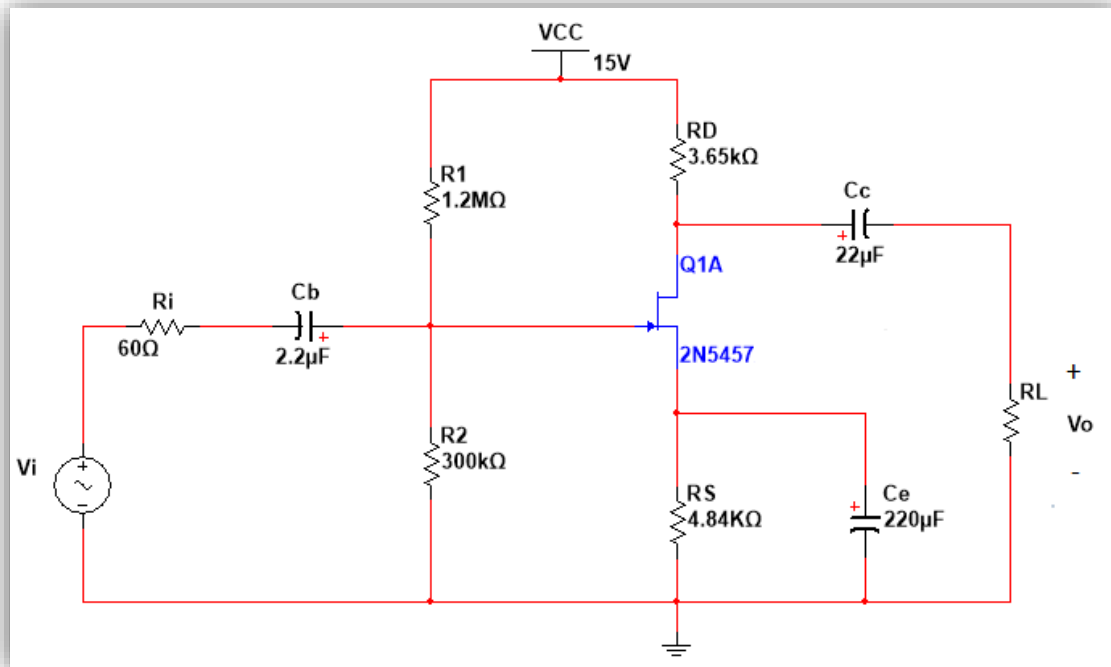 VCC
15V
RD
3.65kΩ
R1
1.2MΩ
Cc
+
22µF
Q1A
Ri
60Ω
Cb
+
2.2µF
2N5457
+
RL
Vo
-
R2
300kΩ
Vi
+
-
RS
4.84KΩ
Ce
+
220µF